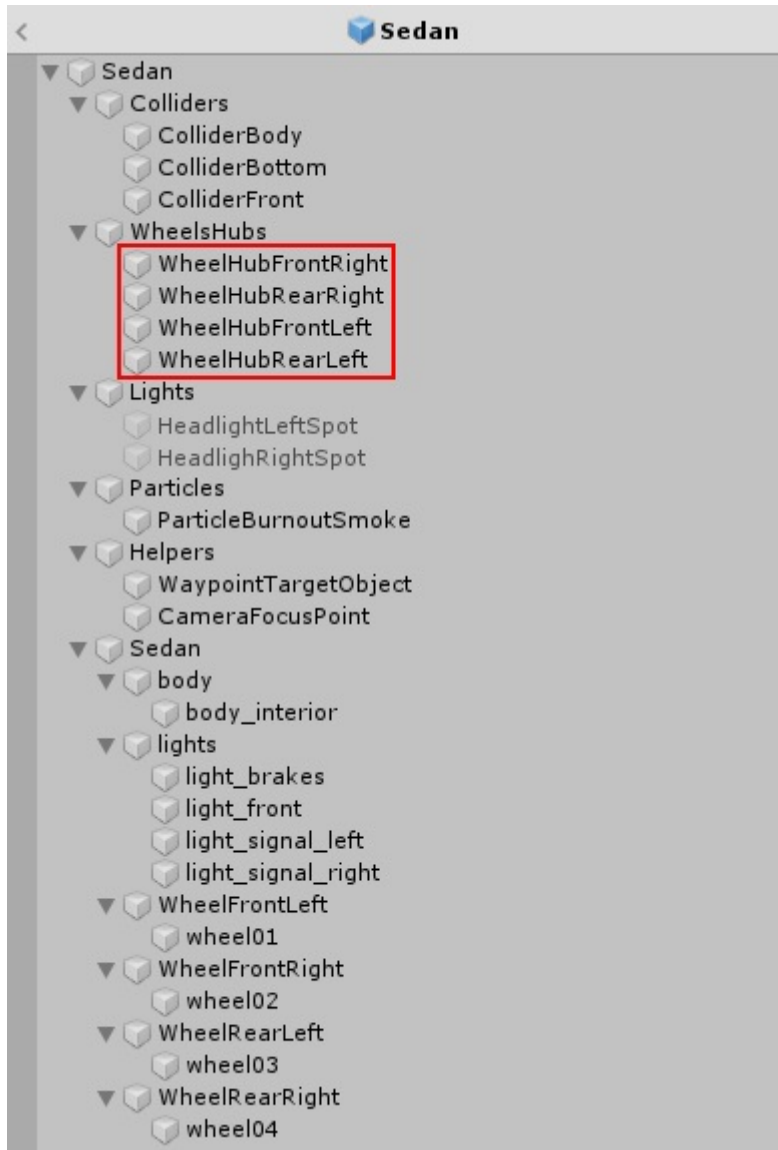 Sedan
Sedan
Colliders
ColliderBody
ColliderBottom
ColliderFront
WheelsHubs
WheelHubFrontRight
WheelHubRearRight
WheelHubFrontLeft
WheelHubRearLeft
Lights
HeadlightLeftSpot
HeadlighRightSpot
Particles
ParticleBurnoutSmoke
Helpers
WaypointTargetObject
CameraFocusPoint
Sedan
body
body_interior
lights
light_brakes
light_front
light_signal_left
light_signal_right
WheelFrontLeft
wheel01
WheelFrontRight
wheel02
WheelRearLeft
wheel03
WheelRearRight
wheel04